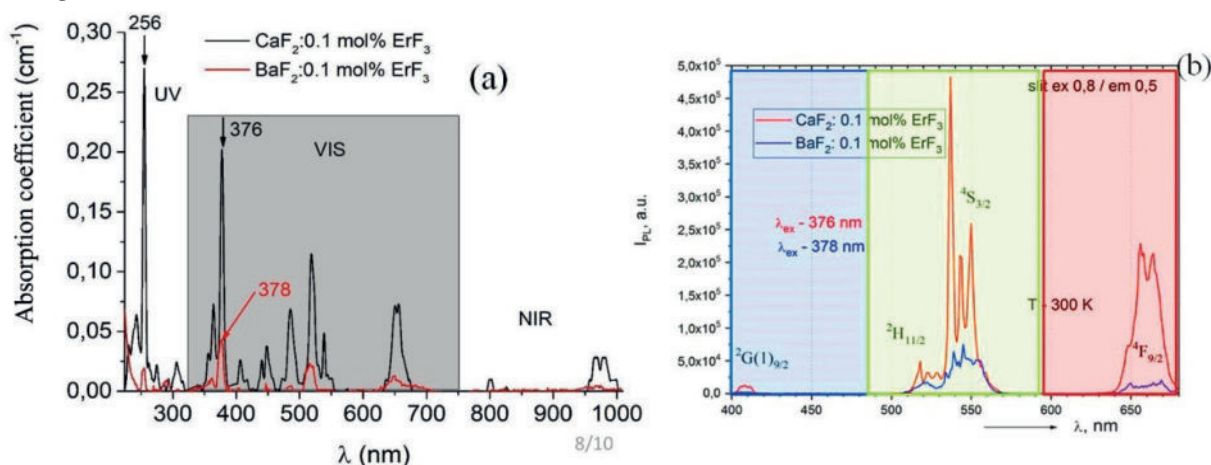 256
0,30
CaF₂:0.1 mol% ErF₃
BaF₂:0.1 mol% ErF₃
(a)
0,25
UV
376
0,20
VIS
0,15
0,10
378
0,05
NIR
0,00
300 400 500 600 700 800 900 1000
λ (nm)
8/10
Absorption coefficient (cm⁻¹)
(b)
5,0x10⁵
slit ex 0,8 / em 0,5
4,5x10⁵
CaF₂: 0.1 mol% ErF₃
BaF₂: 0.1 mol% ErF₃
4,0x10⁵
3,5x10⁵
3,0x10⁵
⁴S₃/₂
λex - 376 nm
2,5x10⁵
λex - 378 nm
2,0x10⁵
1,5x10⁵
T - 300 K
1,0x10⁵
²H₁₁/₂
5,0x10⁴
²G(1)₉/₂
⁴F₉/₂
0,0
400 450 500 550 600 650
λ, nm
I_PL, a.u.